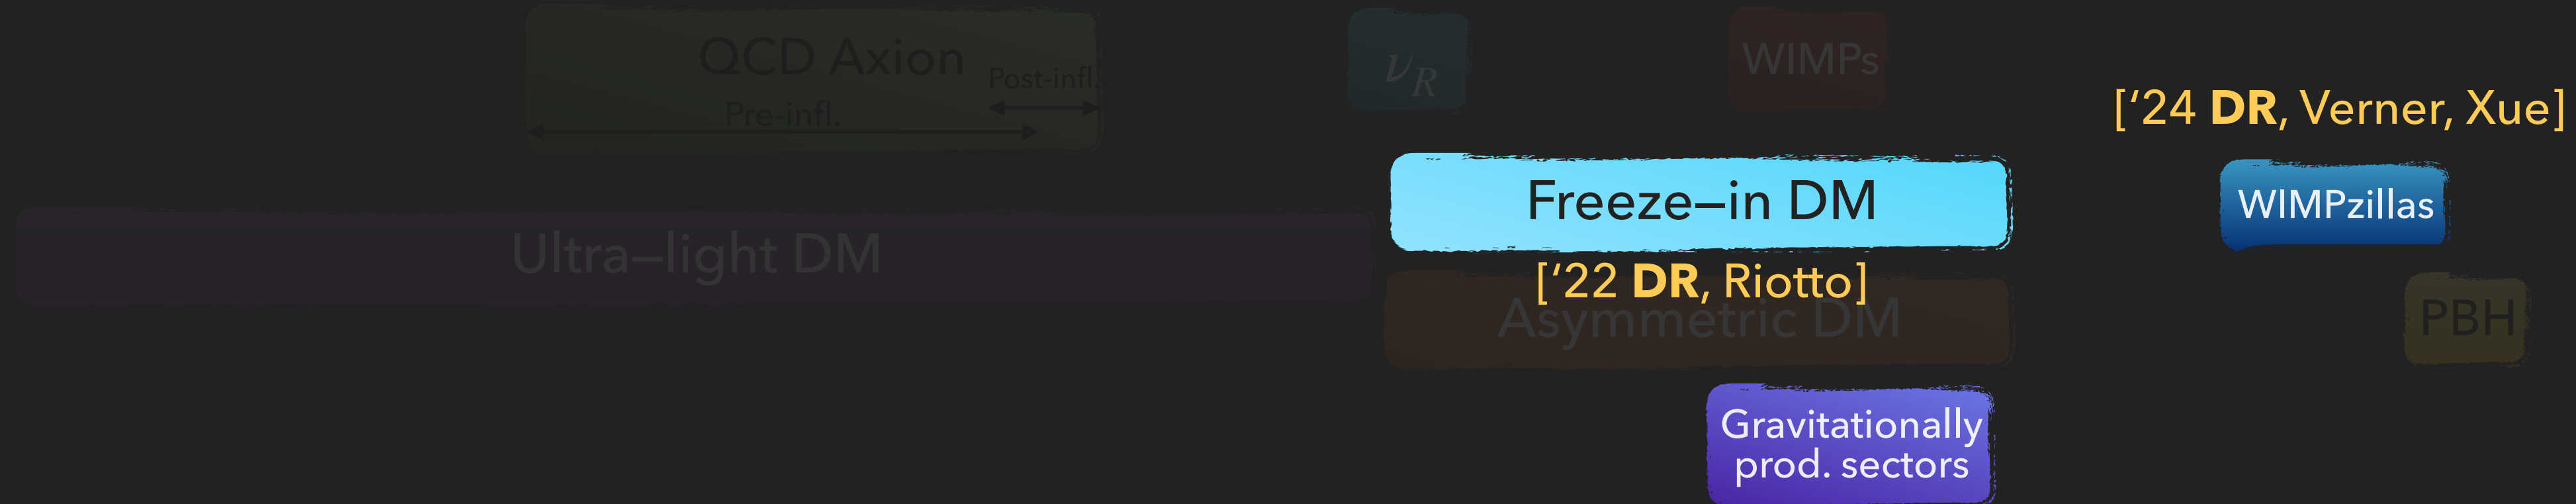 QCD Axion
Post-infl.
Pre-infl.
νR
WIMPs
['24 DR, Verner, Xue]
Freeze–in DM
WIMPzillas
Ultra–light DM
['22 DR, Riotto]
Asymmetric DM
PBH
Gravitationally
prod. sectors